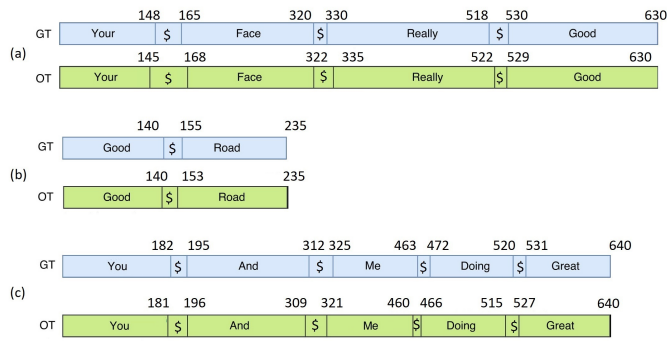 148 165 320 330 518 530 630
GT Your $ Face $ Really $ Good
(a)
145 168 322 335 522 529 630
OT Your $ Face $ Really $ Good
140 155 235
GT Good $ Road
(b)
140 153 235
OT Good $ Road
182 195 312 325 463 472 520 531 640
GT You $ And $ Me $ Doing $ Great
(c)
181 196 309 321 460 466 515 527 640
OT You $ And $ Me $ Doing $ Great